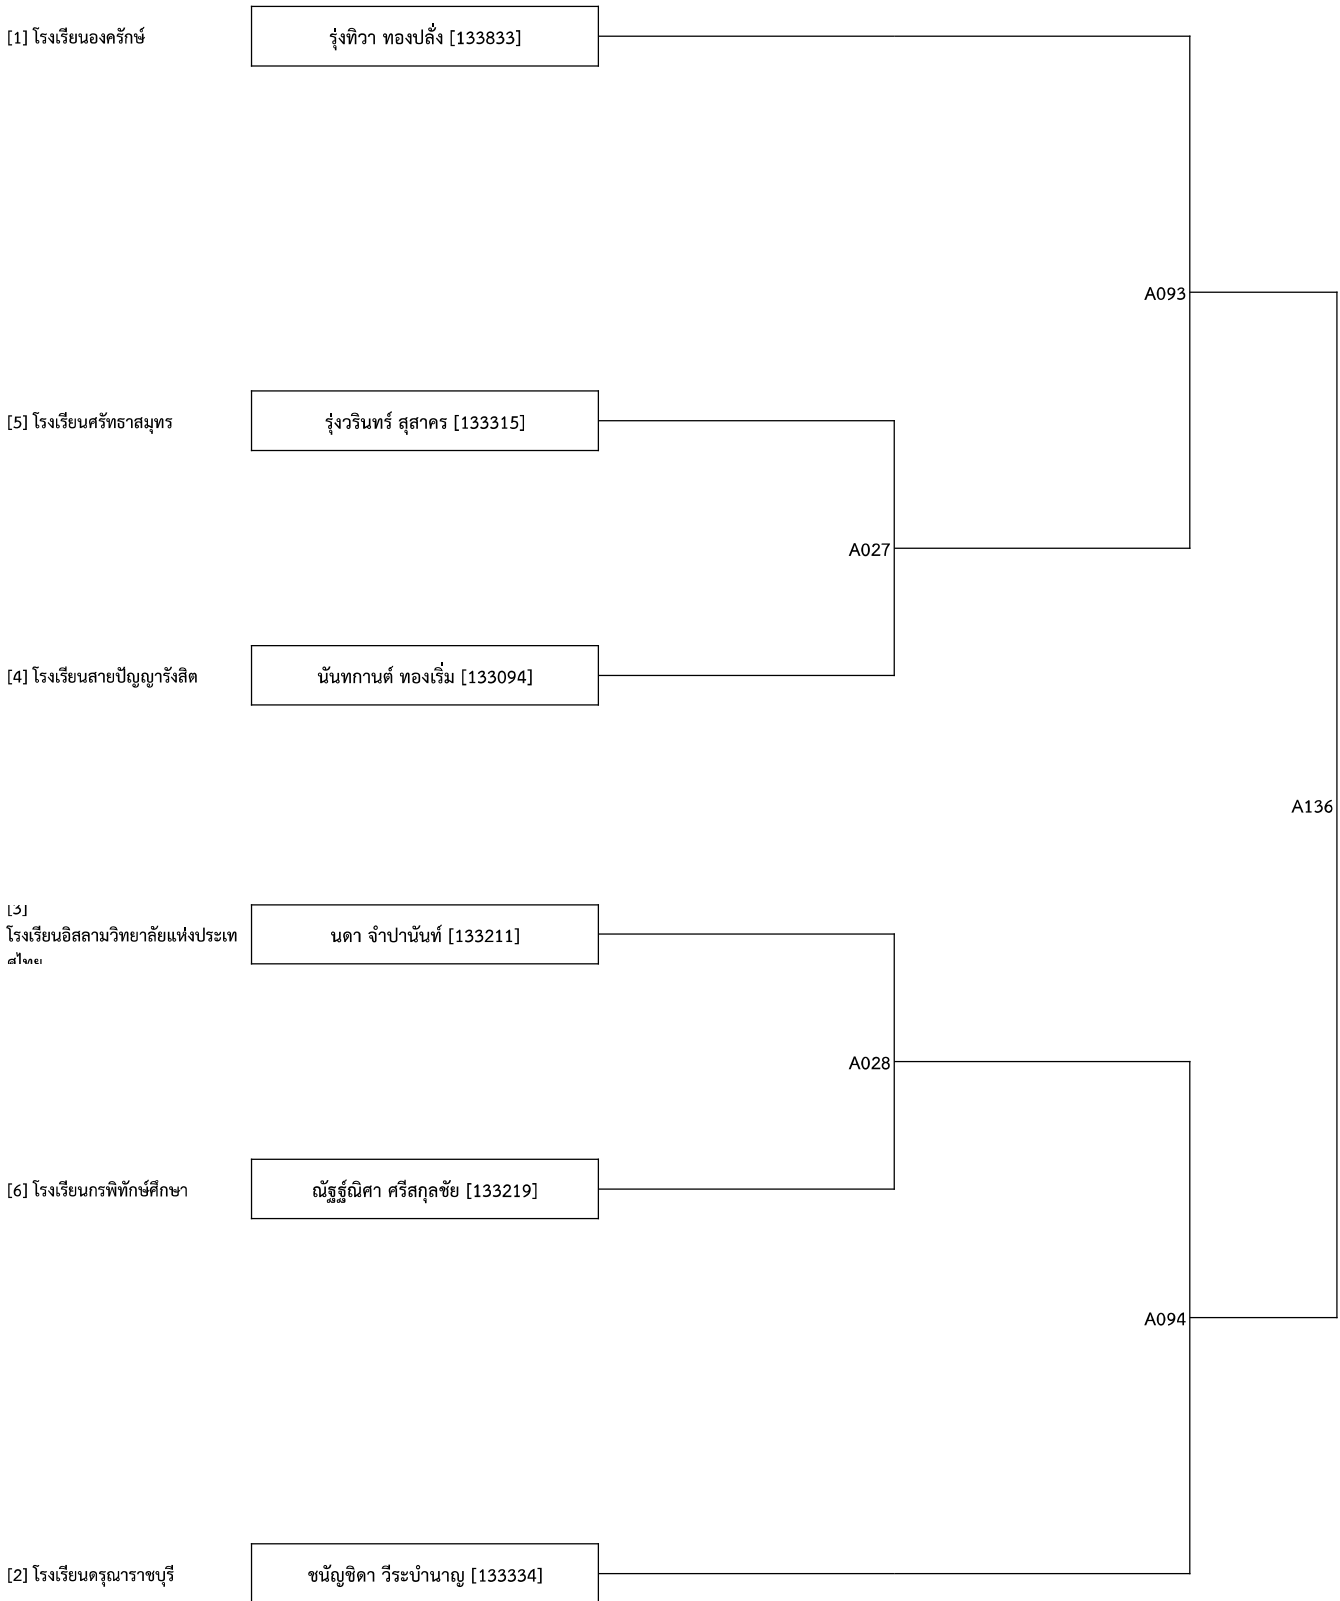 [1] โรงเรียนองครักษ์
รุ่งทิวา ทองปลั่ง [133833]
A093
[5] โรงเรียนศรัทธาสมุทร
รุ่งวรินทร์ สุสาคร [133315]
A027
[4] โรงเรียนสายปัญญารังสิต
นันทกานต์ ทองเริ่ม [133094]
A136
[3]
โรงเรียนอิสลามวิทยาลัยแห่งประเท
ศไทย
นดา จำปานันท์ [133211]
A028
[6] โรงเรียนกรพิทักษ์ศึกษา
ณัฐฐ์ณิศา ศรีสกุลชัย [133219]
A094
[2] โรงเรียนดรุณาราชบุรี
ชนัญชิดา วีระบำนาญ [133334]